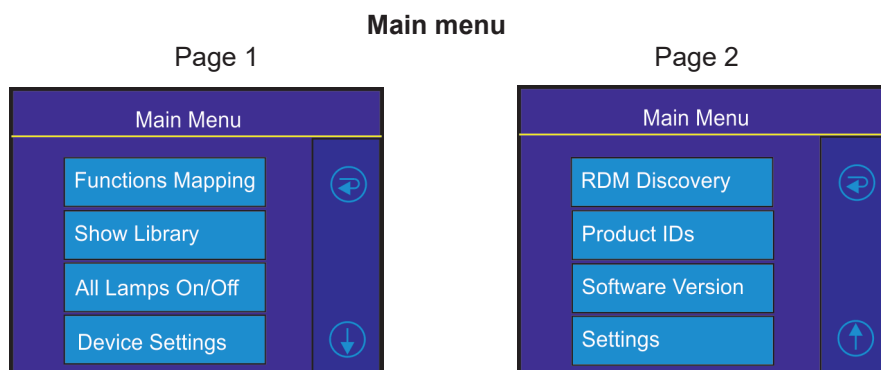 Main menu
Page 1
Main Menu
Functions Mapping
Show Library
All Lamps On/Off
Device Settings
Page 2
Main Menu
RDM Discovery
Product IDs
Software Version
Settings